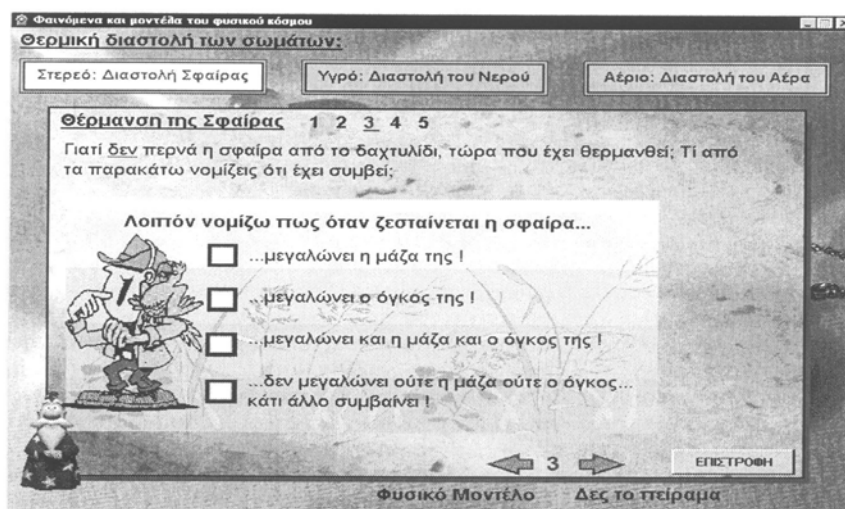 Φαινόμενα και μοντέλα του φυσικού κόσμου
Θερμική διαστολή των σωμάτων:
Στερεό: Διαστολή Σφαίρας
Υγρό: Διαστολή του Νερού
Αέριο: Διαστολή του Αέρα
Θέρμανση της Σφαίρας 1 2 3 4 5
Γιατί δεν περνά η σφαίρα από το δαχτυλίδι, τώρα που έχει θερμανθεί; Τί από
τα παρακάτω νομίζεις ότι έχει συμβεί;
Λοιπόν νομίζω πως όταν ζεσταίνεται η σφαίρα...
...μεγαλώνει η μάζα της !
...μεγαλώνει ο όγκος της !
...μεγαλώνει και η μάζα και ο όγκος της !
...δεν μεγαλώνει ούτε η μάζα ούτε ο όγκος...
κάτι άλλο συμβαίνει !
3
ΕΠΙΣΤΡΟΦΗ
Φυσικό Μοντέλο
Δες το πείραμα